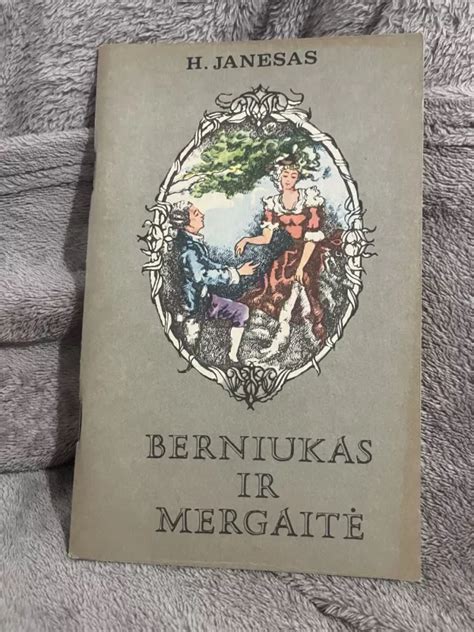 H. JANESAS
BERNIUKAS
IR
MERGAITĖ